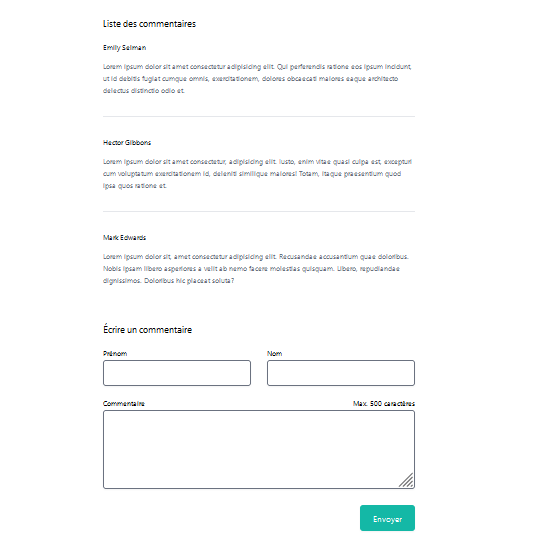 Liste des commentaires
Emily Selman
Lorem ipsum dolor sit amet consectetur adipisicing elit. Qui perferendis ratione eos ipsum incidunt,
ut id debitis fugiat cumque omnis, exercitationem, dolores obcaecati maiores eaque architecto
delectus distinctio odio et.
Hector Gibbons
Lorem ipsum dolor sit amet consectetur, adipisicing elit. Iusto, enim vitae quasi culpa est, excepturi
cum voluptatum exercitationem id, deleniti similique maiores! Totam, itaque praesentium quod
ipsa quos ratione et.
Mark Edwards
Lorem ipsum dolor sit, amet consectetur adipisicing elit. Recusandae accusantium quae doloribus.
Nobis ipsam libero asperiores a velit ab nemo facere molestias quisquam. Libero, repudiandae
dignissimos. Doloribus hic placeat soluta?
Écrire un commentaire
Prénom Nom
Commentaire Max. 500 caractères
Envoyer